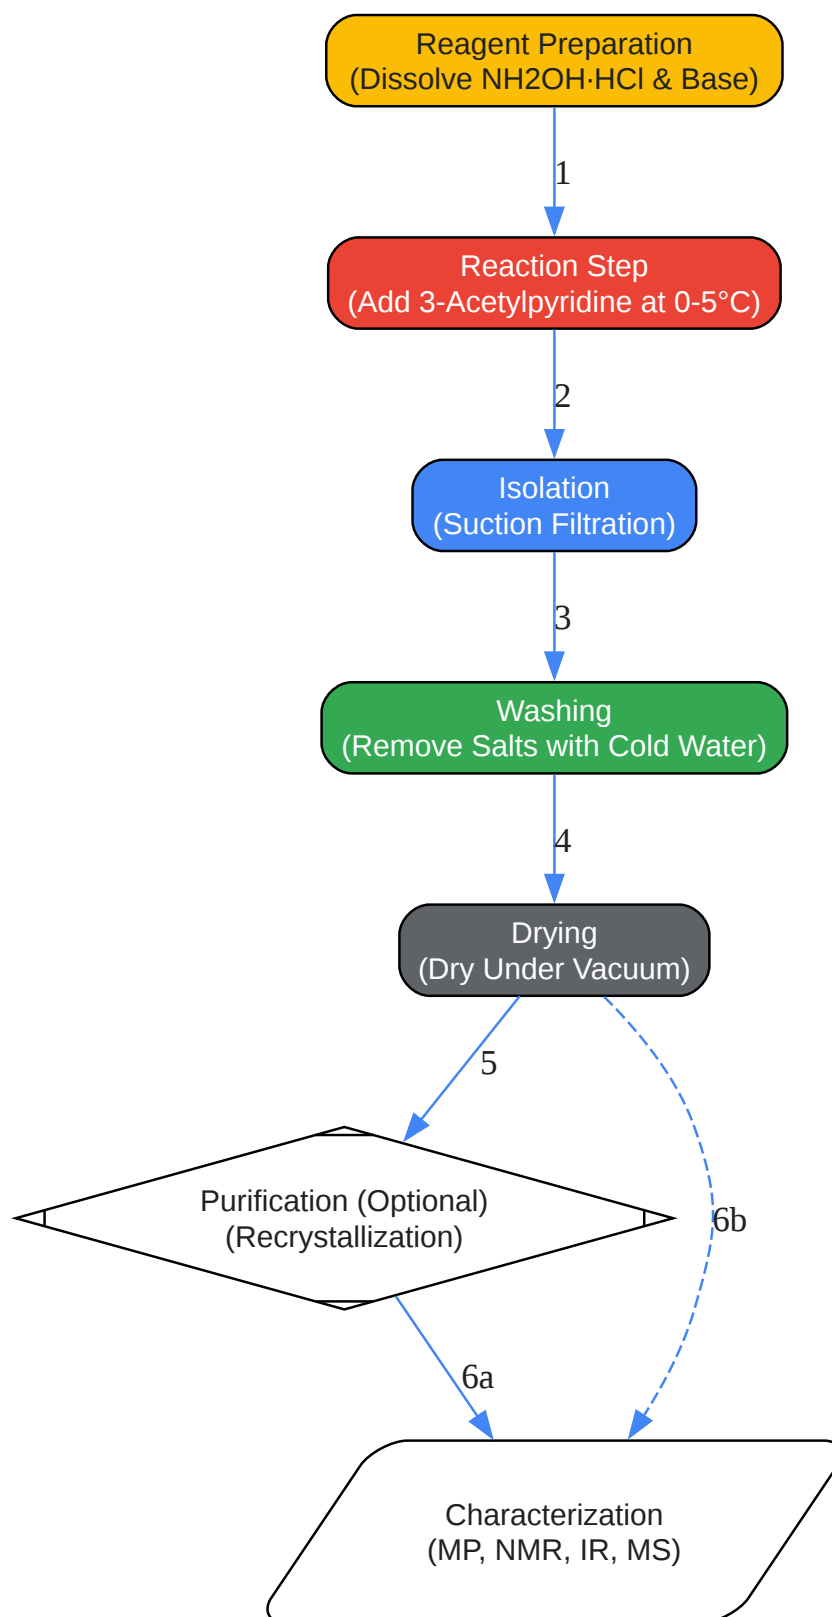 Reagent Preparation
(Dissolve NH2OH·HCl & Base)
1
Reaction Step
(Add 3-Acetylpyridine at 0-5°C)
2
Isolation
(Suction Filtration)
3
Washing
(Remove Salts with Cold Water)
4
Drying
(Dry Under Vacuum)
5
Purification (Optional)
(Recrystallization)
6b
6a
Characterization
(MP, NMR, IR, MS)